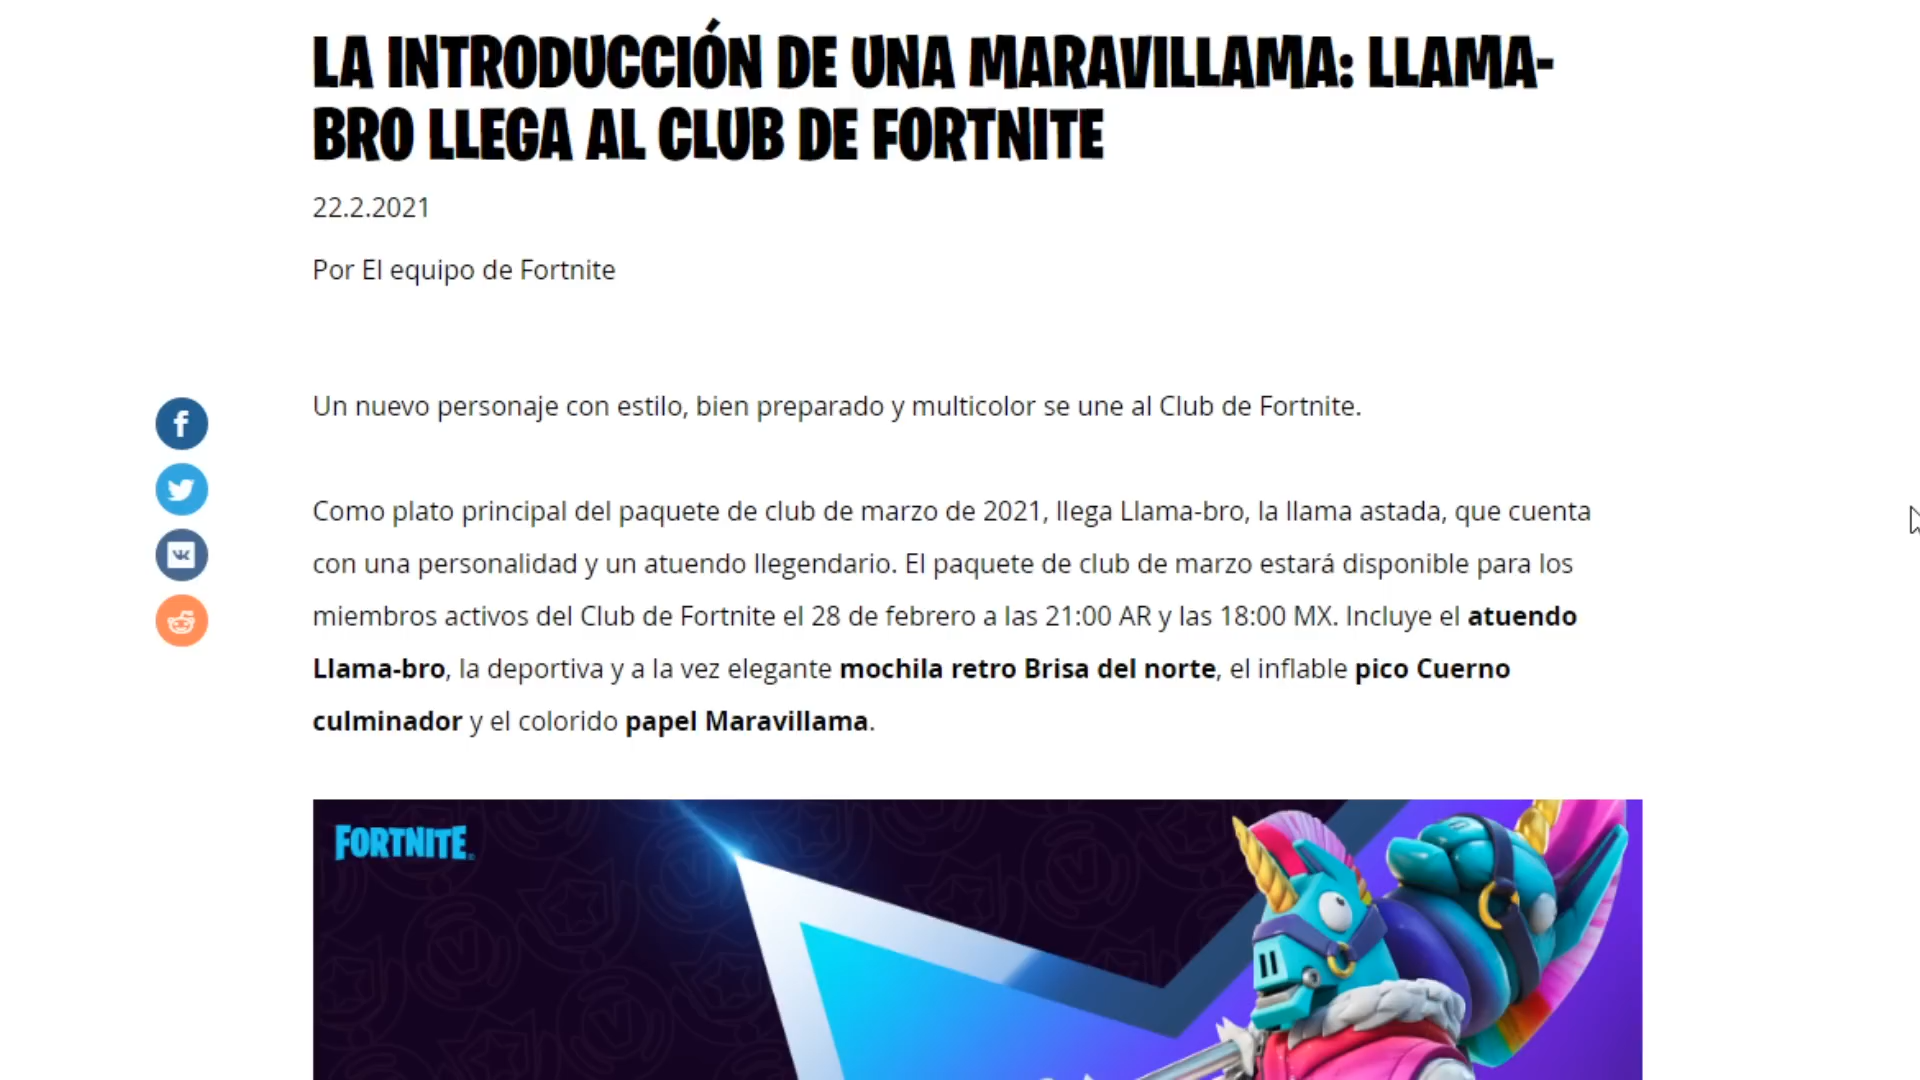 LA INTRODUCCIÓN DE UNA MARAVILLAMA: LLAMA-
BRO LLEGA AL CLUB DE FORTNITE
22.2.2021
Por El equipo de Fortnite
Un nuevo personaje con estilo, bien preparado y multicolor se une al Club de Fortnite.
Como plato principal del paquete de club de marzo de 2021, llega Llama-bro, la llama astada, que cuenta
con una personalidad y un atuendo llegendario. El paquete de club de marzo estará disponible para los
miembros activos del Club de Fortnite el 28 de febrero a las 21:00 AR y las 18:00 MX. Incluye el atuendo
Llama-bro, la deportiva y a la vez elegante mochila retro Brisa del norte, el inflable pico Cuerno
culminador y el colorido papel Maravillama.
FORTNITE